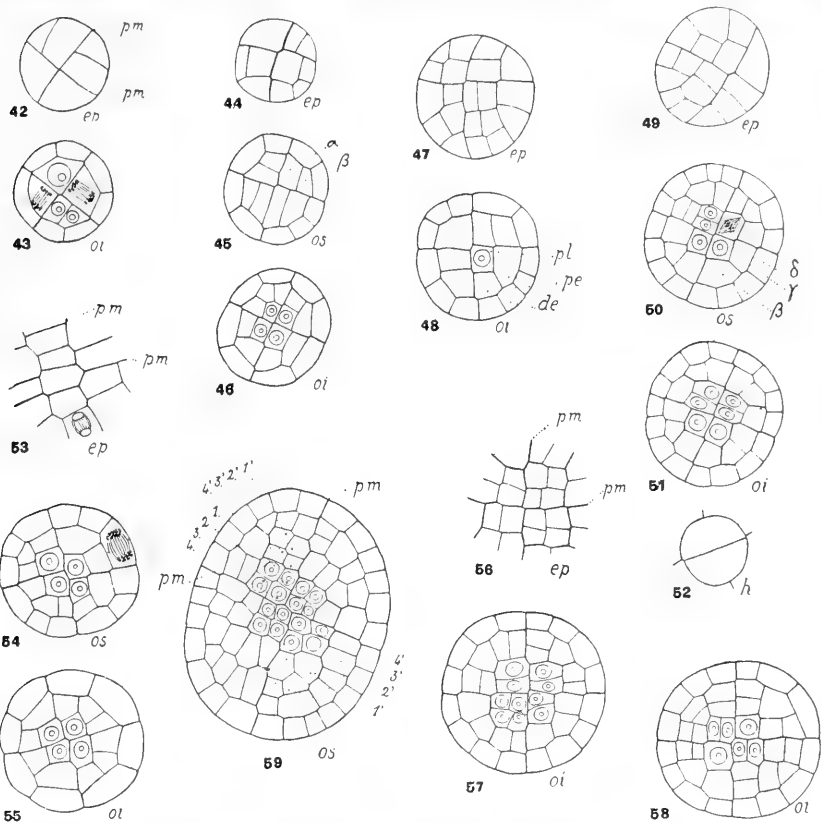 pm
pm
42
ep
44
ep
47
ep
49
ep
43
oi
α
β
45
os
48
oi
pl
pe
de
50
os
δ
γ
β
46
oi
pm
pm
53
ep
51
oi
pm
pm
56
ep
52
h
54
os
4'. 3'. 2'. 1'.
1.
2
3.
4.
pm
pm
4'
3'
2'
1'
59
os
57
oi
55
oi
58
oi